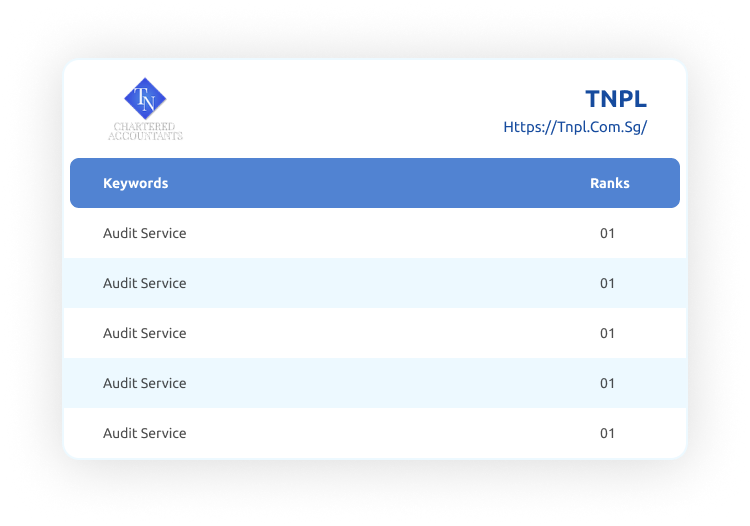 TN
CHARTERED
ACCOUNTANTS
TNPL
Https://Tnpl.Com.Sg/
Keywords Ranks
Audit Service 01
Audit Service 01
Audit Service 01
Audit Service 01
Audit Service 01